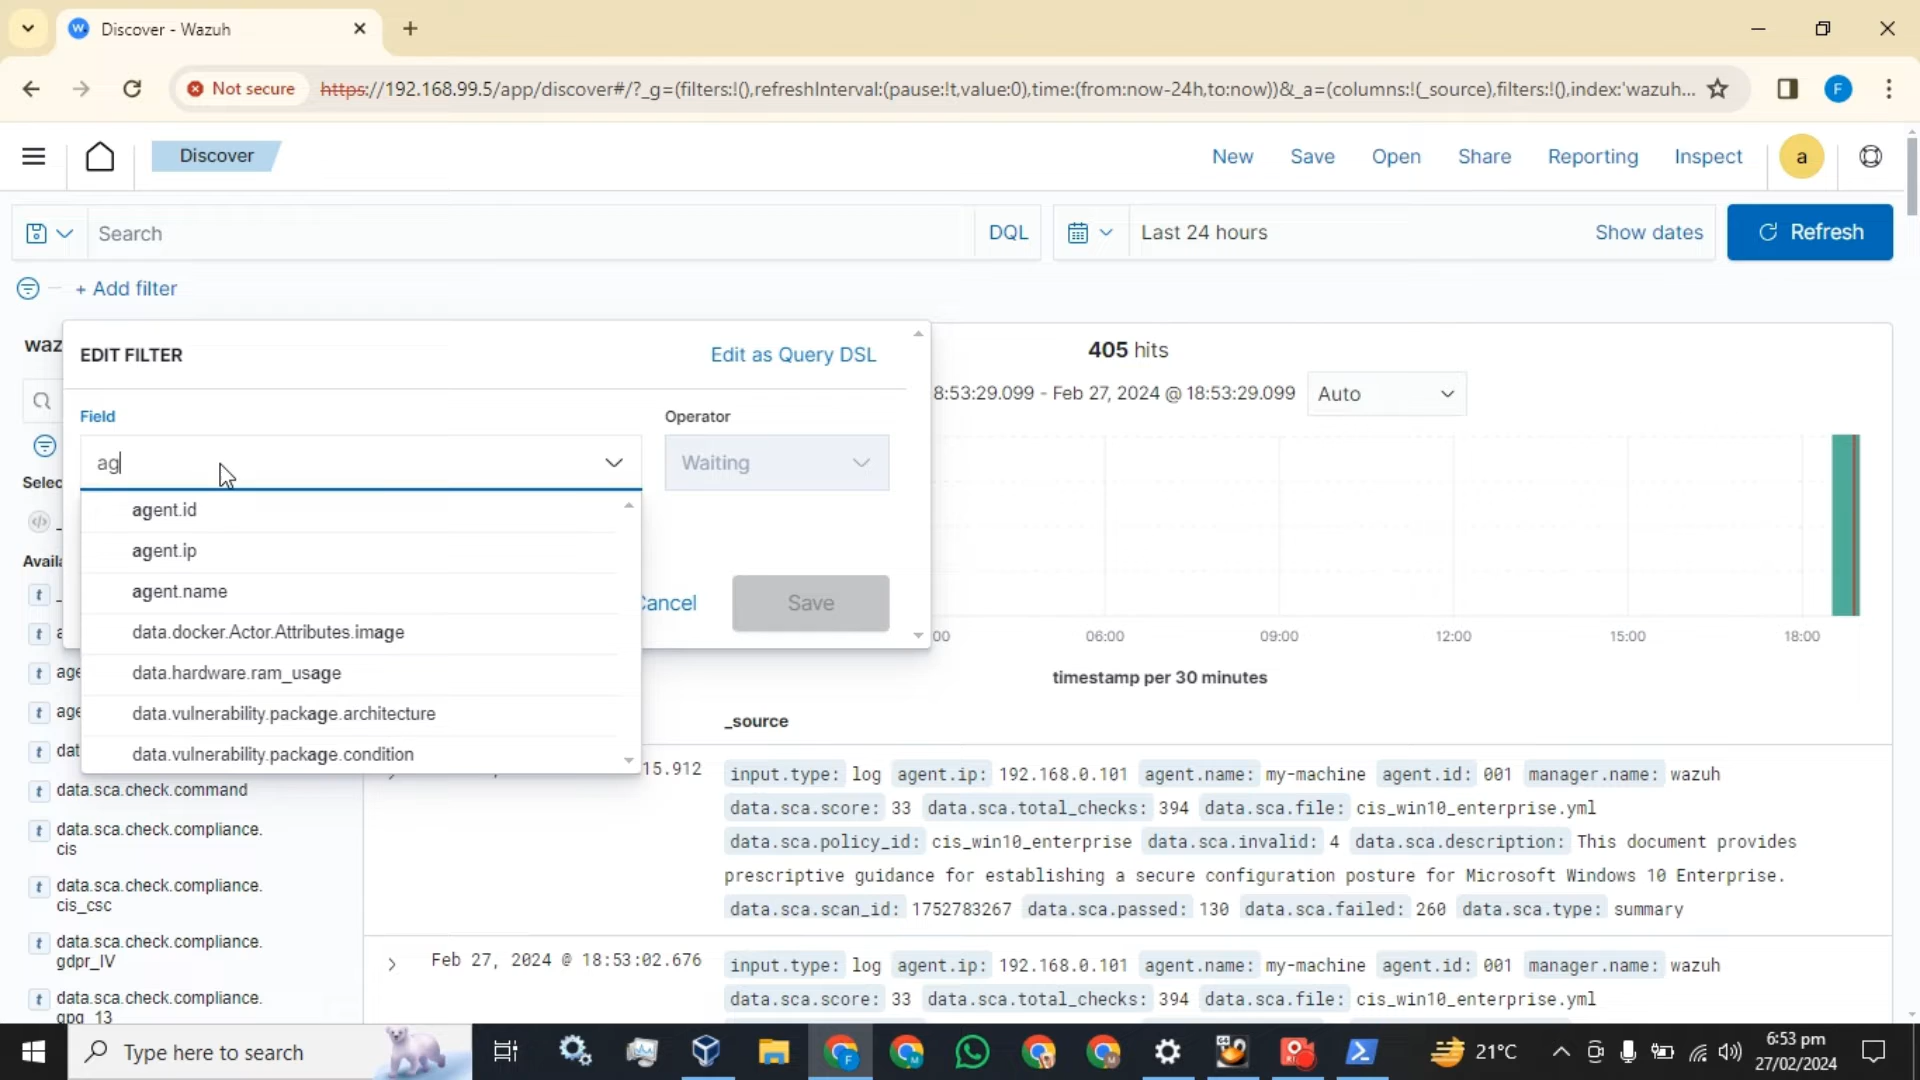 Discover - Wazuh
Not secure
https://192.168.99.5/app/discover#/?_g=(filters:!(),refreshInterval:(pause:!t,value:0),time:(from:now-24h,to:now))&_a=(columns:!(_source),filters:!(),index:'wazuh...
F
Discover
New Save Open Share Reporting Inspect a
Search DQL Last 24 hours Show dates Refresh
+ Add filter
waz
EDIT FILTER Edit as Query DSL
405 hits
8:53:29.099 - Feb 27, 2024 @ 18:53:29.099 Auto
Field Operator
ag Waiting
Selec
agent.id
agent.ip
Availa
agent.name
Cancel Save
data.docker.Actor.Attributes.image
data.hardware.ram_usage
data.vulnerability.package.architecture
data.vulnerability.package.condition
t _
t a
t age
t age
t dat
t data.sca.check.command
t data.sca.check.compliance.
cis
t data.sca.check.compliance.
cis_csc
t data.sca.check.compliance.
gdpr_IV
t data.sca.check.compliance.
gpg_13
00 06:00 09:00 12:00 15:00 18:00
timestamp per 30 minutes
_source
15.912 input.type: log agent.ip: 192.168.0.101 agent.name: my-machine agent.id: 001 manager.name: wazuh
data.sca.score: 33 data.sca.total_checks: 394 data.sca.file: cis_win10_enterprise.yml
data.sca.policy_id: cis_win10_enterprise data.sca.invalid: 4 data.sca.description: This document provides
prescriptive guidance for establishing a secure configuration posture for Microsoft Windows 10 Enterprise.
data.sca.scan_id: 1752783267 data.sca.passed: 130 data.sca.failed: 260 data.sca.type: summary
Feb 27, 2024 @ 18:53:02.676 input.type: log agent.ip: 192.168.0.101 agent.name: my-machine agent.id: 001 manager.name: wazuh
data.sca.score: 33 data.sca.total_checks: 394 data.sca.file: cis_win10_enterprise.yml
Type here to search
21°C
6:53 pm
27/02/2024